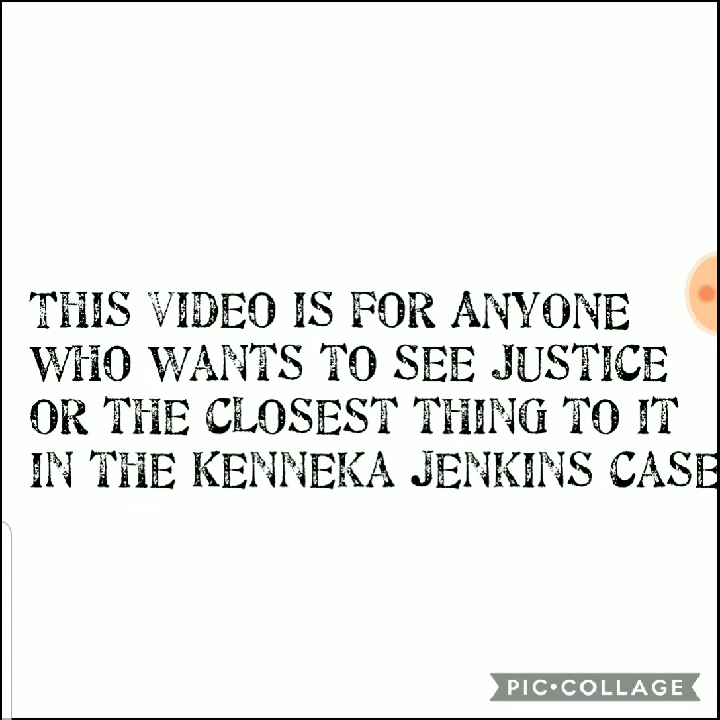 THIS VIDEO IS FOR ANYONE
WHO WANTS TO SEE JUSTICE
OR THE CLOSEST THING TO IT
IN THE KENNEKA JENKINS CASE
PIC•COLLAGE